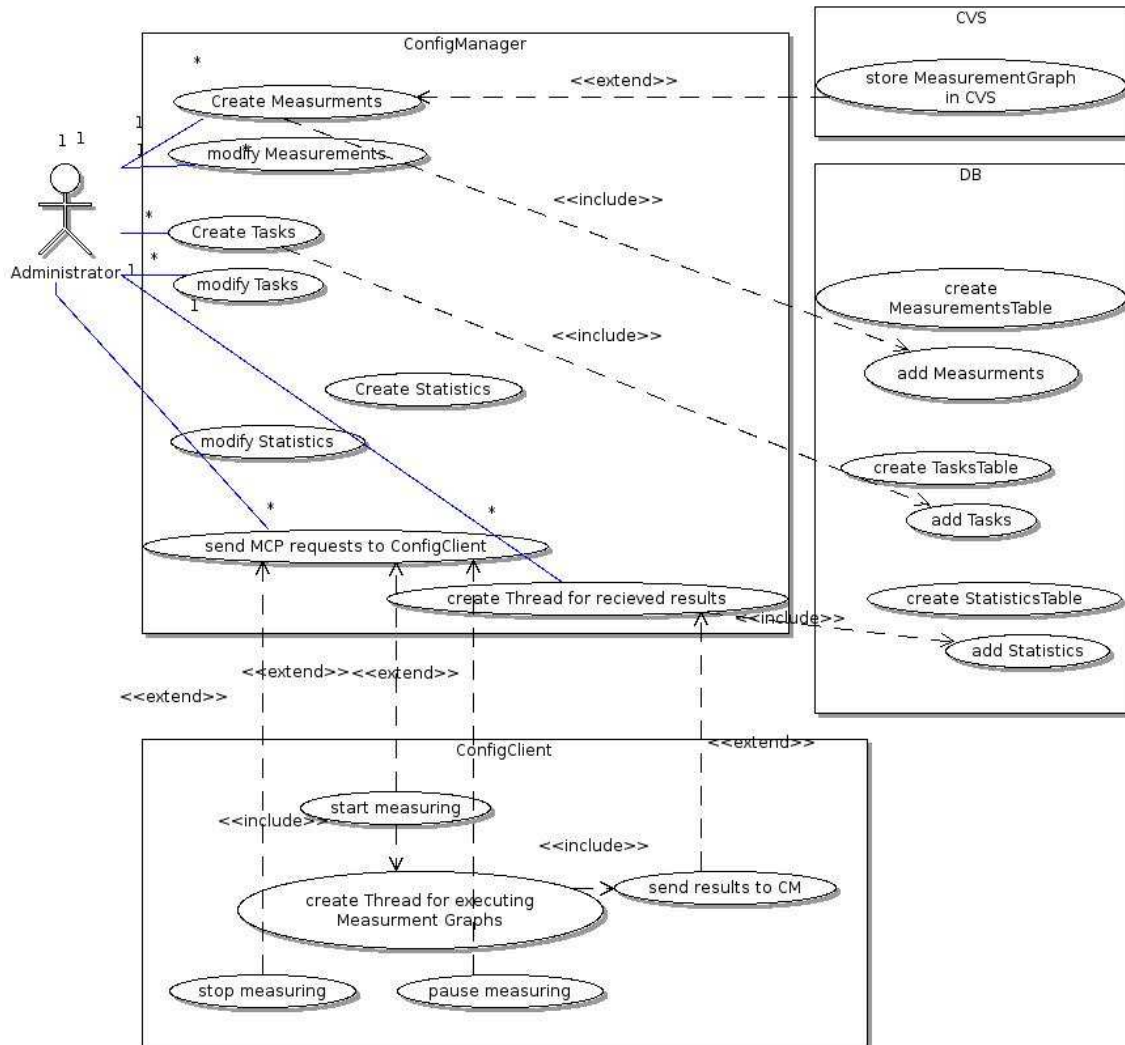 CVS
ConfigManager
*
<<extend>>
store MeasurementGraph
in CVS
Create Measurments
1 1
1
1
*
modify Measurements
DB
<<include>>
*
Create Tasks
*
Administrator
1
modify Tasks
1
create
MeasurementsTable
<<include>>
add Measurments
Create Statistics
modify Statistics
create TasksTable
*
*
add Tasks
send MCP requests to ConfigClient
create Thread for recieved results
create StatisticsTable
<<include>>
add Statistics
<<extend>>
<<extend>>
<<extend>>
<<extend>>
ConfigClient
start measuring
<<include>>
<<include>>
send results to CM
create Thread for executing
Measurment Graphs
stop measuring
pause measuring